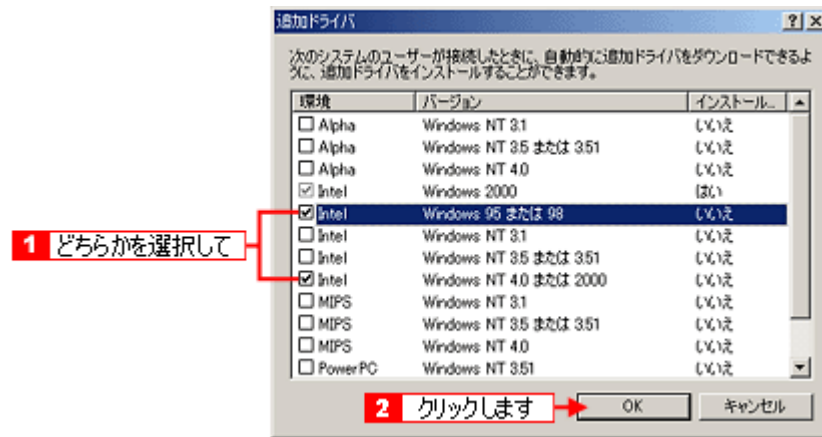 追加ドライバ
次のシステムのユーザーが接続したときに、自動的に追加ドライバをダウンロードできるよ
うに、追加ドライバをインストールすることができます。
環境 バージョン インストール...
Alpha Windows NT 3.1 いいえ
Alpha Windows NT 3.5 または 3.51 いいえ
Alpha Windows NT 4.0 いいえ
Intel Windows 2000 はい
Intel Windows 95 または 98 いいえ
Intel Windows NT 3.1 いいえ
Intel Windows NT 3.5 または 3.51 いいえ
Intel Windows NT 4.0 または 2000 いいえ
MIPS Windows NT 3.1 いいえ
MIPS Windows NT 3.5 または 3.51 いいえ
MIPS Windows NT 4.0 いいえ
PowerPC Windows NT 3.51 いいえ
1 どちらかを選択して
2 クリックします
OK キャンセル